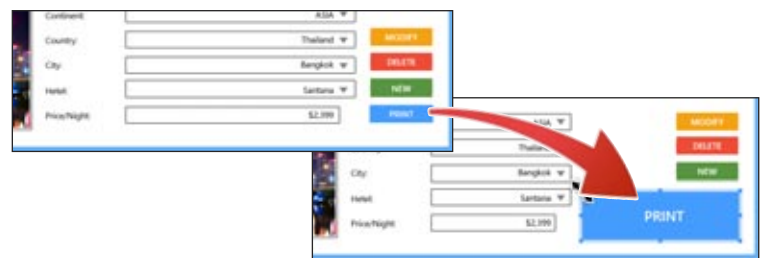 Continent: ASIA
Country: Thailand MODIFY
City: Bangkok DELETE
Hotel: Santana NEW
Price/Night: $2,399 PRINT
ASIA MODIFY
DELETE
City: Bangkok NEW
Hotel: Santana
Price/Night: $2,399 PRINT